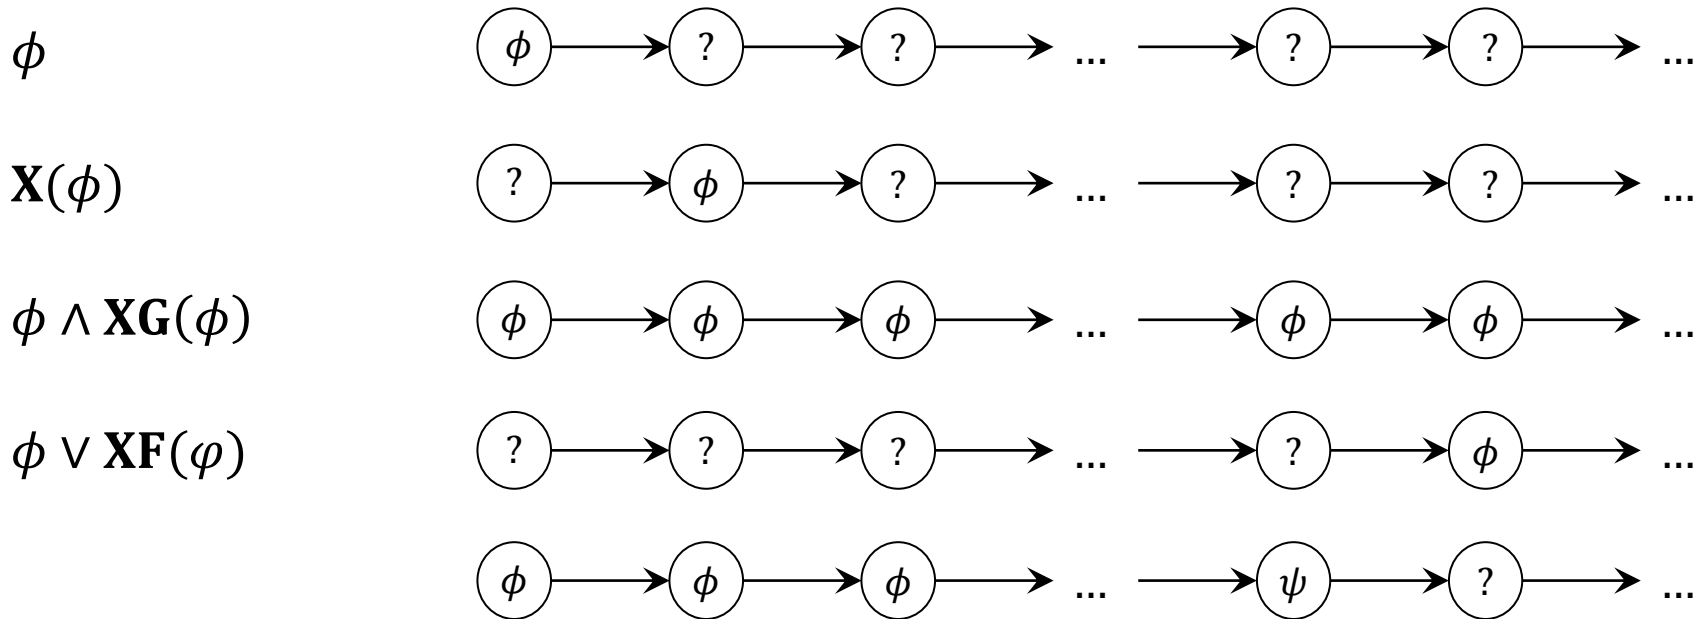 ϕ ϕ ? ? ... ? ? ...
𝐗(ϕ) ? ϕ ? ... ? ? ...
ϕ ∧ 𝐗𝐆(ϕ) ϕ ϕ ϕ ... ϕ ϕ ...
ϕ ∨ 𝐗𝐅(φ) ? ? ? ... ? ϕ ...
ϕ ϕ ϕ ... ψ ? ...